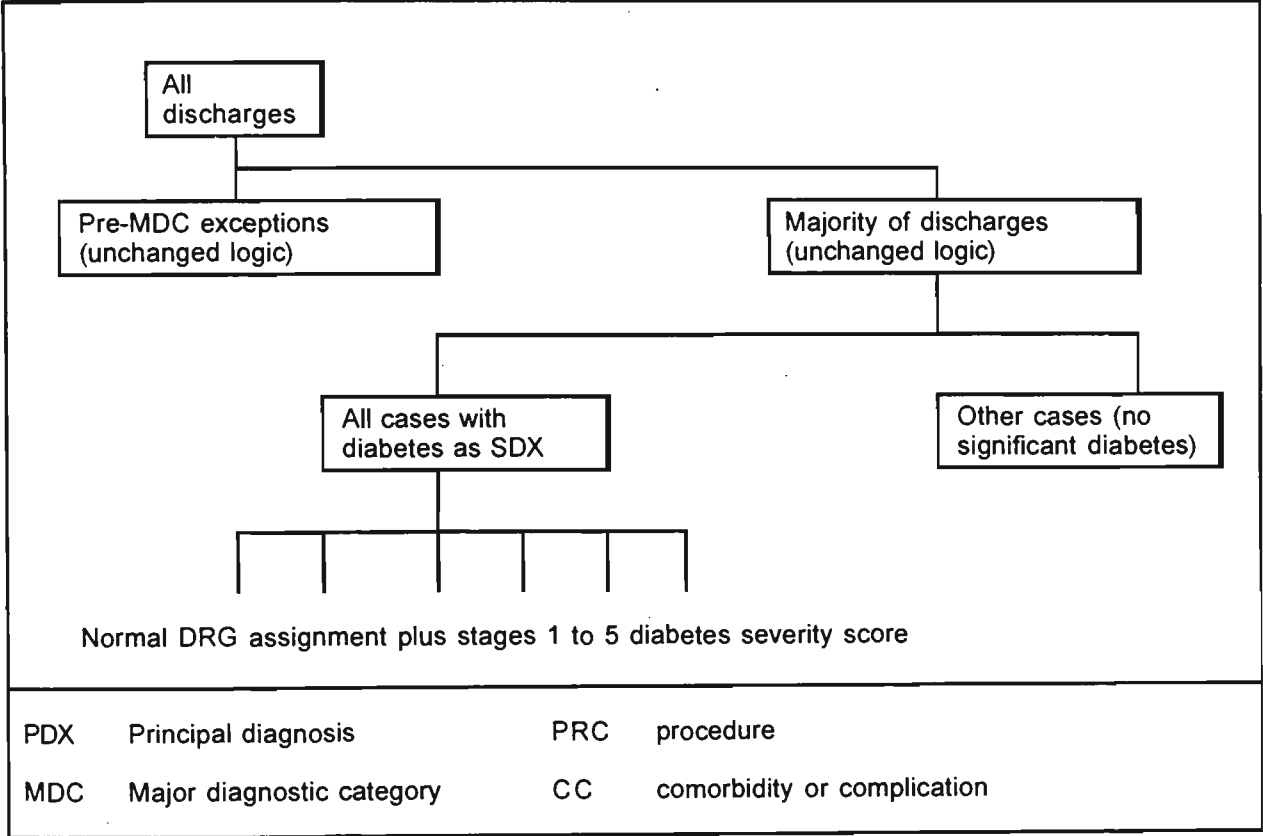 All
discharges
Pre-MDC exceptions
(unchanged logic)
Majority of discharges
(unchanged logic)
All cases with
diabetes as SDX
Other cases (no
significant diabetes)
Normal DRG assignment plus stages 1 to 5 diabetes severity score
PDX Principal diagnosis PRC procedure
MDC Major diagnostic category CC comorbidity or complication